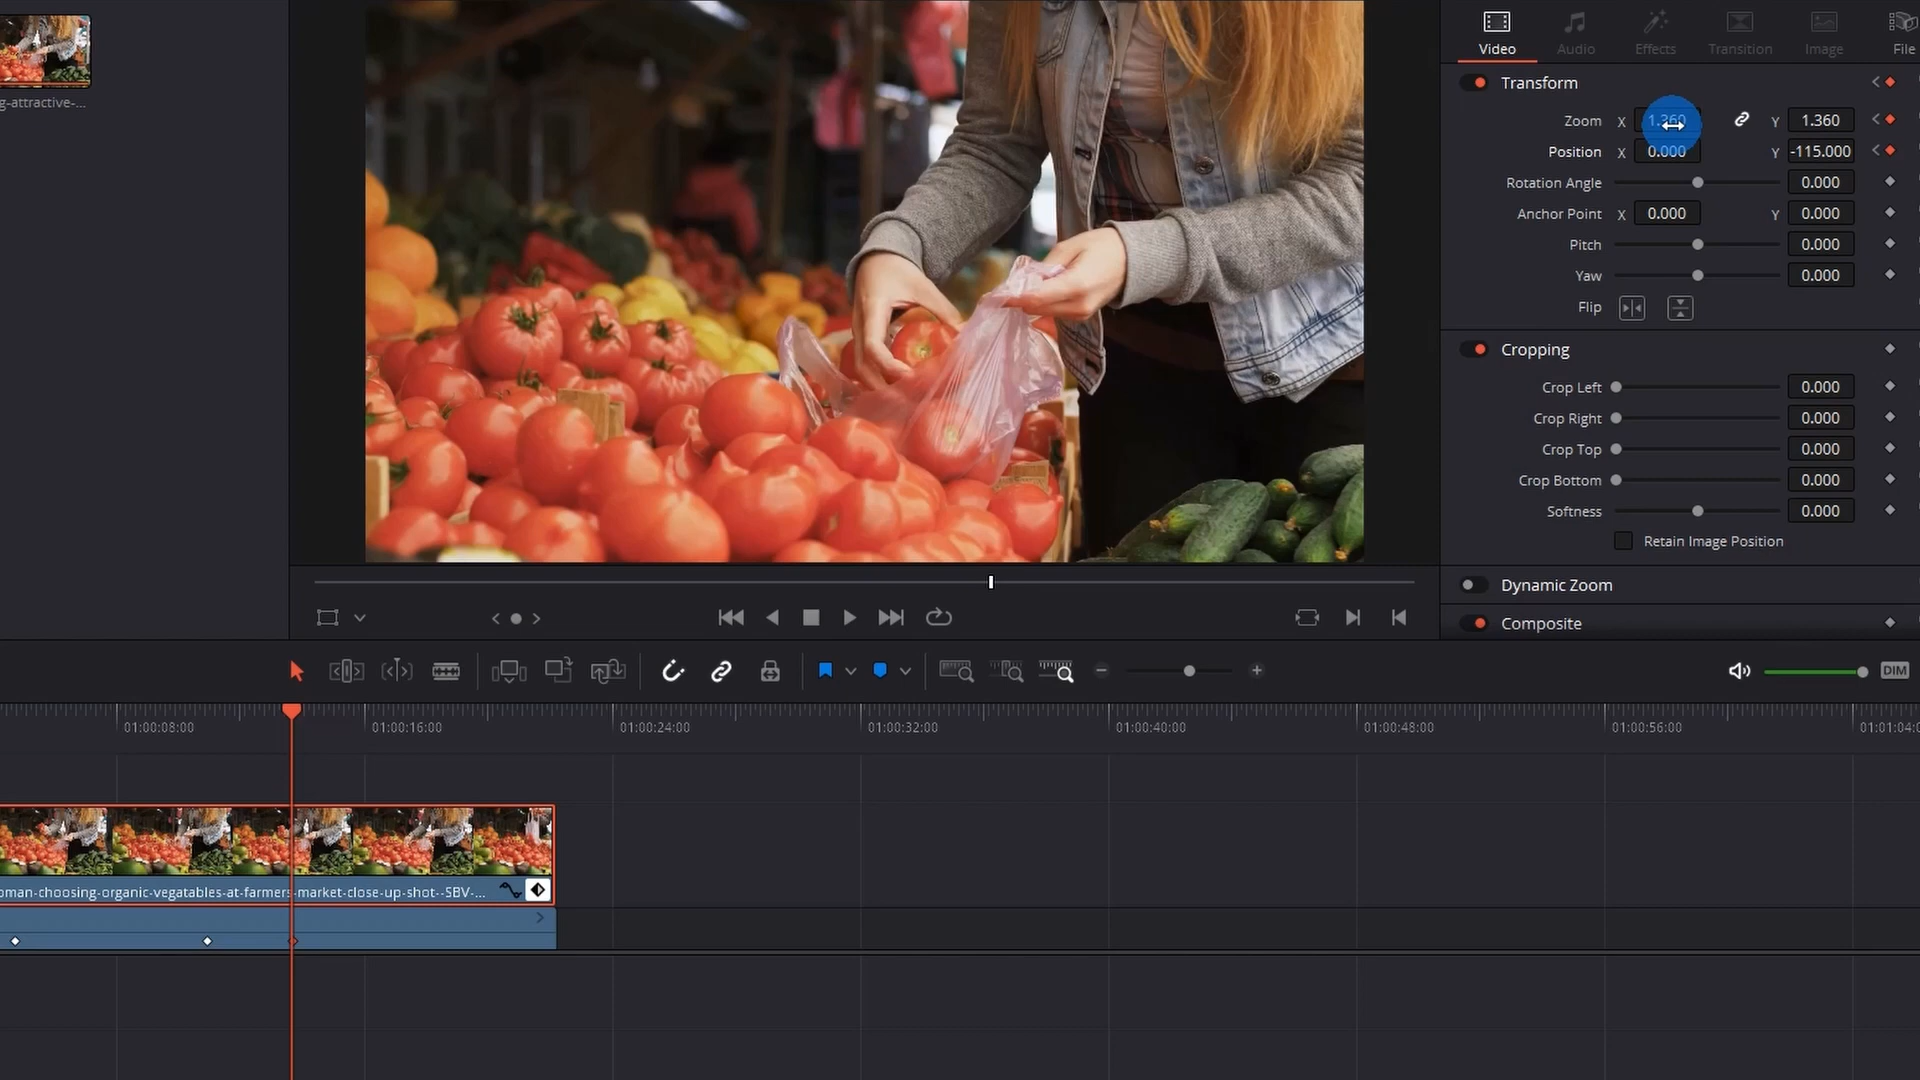 g-attractive-...
Video
Audio
Effects
Transition
Image
File
Transform
Zoom X 1.360 Y 1.360
Position X 0.000 Y -115.000
Rotation Angle 0.000
Anchor Point X 0.000 Y 0.000
Pitch 0.000
Yaw 0.000
Flip
Cropping
Crop Left 0.000
Crop Right 0.000
Crop Top 0.000
Crop Bottom 0.000
Softness 0.000
Retain Image Position
Dynamic Zoom
Composite
DIM
01:00:08:00
01:00:16:00
01:00:24:00
01:00:32:00
01:00:40:00
01:00:48:00
01:00:56:00
01:01:04:0
oman-choosing-organic-vegatables-at-farmers-market-close-up-shot--SBV-...